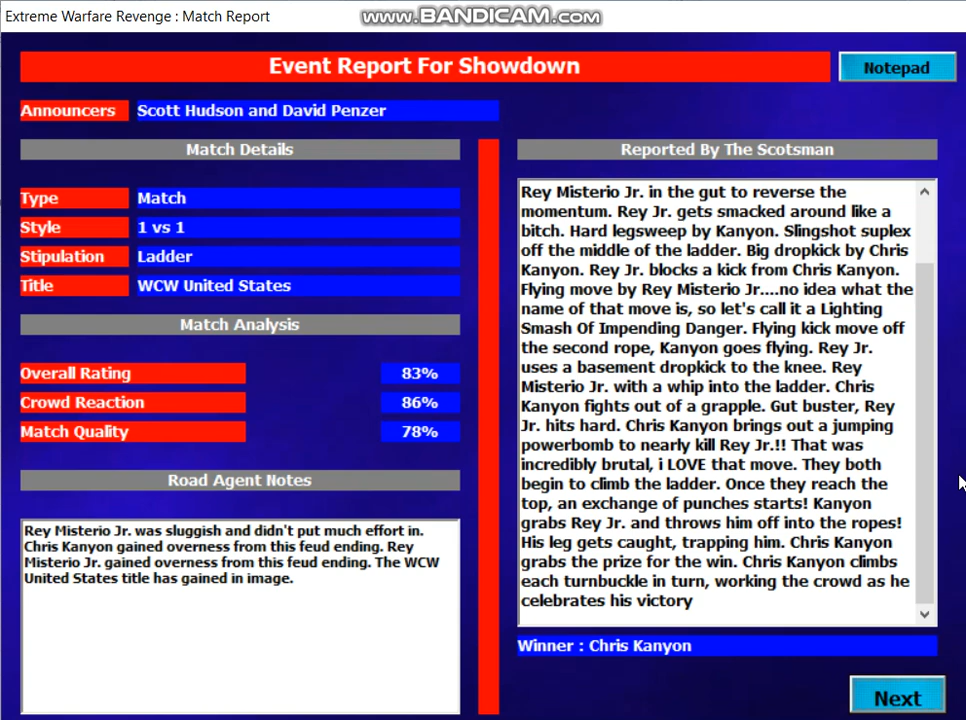 Extreme Warfare Revenge : Match Report
www.BANDICAM.com
Event Report For Showdown
Notepad
Announcers
Scott Hudson and David Penzer
Match Details
Type
Match
Style
1 vs 1
Stipulation
Ladder
Title
WCW United States
Match Analysis
Overall Rating
83%
Crowd Reaction
86%
Match Quality
78%
Road Agent Notes
Rey Misterio Jr. was sluggish and didn't put much effort in.
Chris Kanyon gained overness from this feud ending. Rey
Misterio Jr. gained overness from this feud ending. The WCW
United States title has gained in image.
Reported By The Scotsman
Rey Misterio Jr. in the gut to reverse the
momentum. Rey Jr. gets smacked around like a
bitch. Hard legsweep by Kanyon. Slingshot suplex
off the middle of the ladder. Big dropkick by Chris
Kanyon. Rey Jr. blocks a kick from Chris Kanyon.
Flying move by Rey Misterio Jr....no idea what the
name of that move is, so let's call it a Lighting
Smash Of Impending Danger. Flying kick move off
the second rope, Kanyon goes flying. Rey Jr.
uses a basement dropkick to the knee. Rey
Misterio Jr. with a whip into the ladder. Chris
Kanyon fights out of a grapple. Gut buster, Rey
Jr. hits hard. Chris Kanyon brings out a jumping
powerbomb to nearly kill Rey Jr.!! That was
incredibly brutal, i LOVE that move. They both
begin to climb the ladder. Once they reach the
top, an exchange of punches starts! Kanyon
grabs Rey Jr. and throws him off into the ropes!
His leg gets caught, trapping him. Chris Kanyon
grabs the prize for the win. Chris Kanyon climbs
each turnbuckle in turn, working the crowd as he
celebrates his victory
Winner : Chris Kanyon
Next